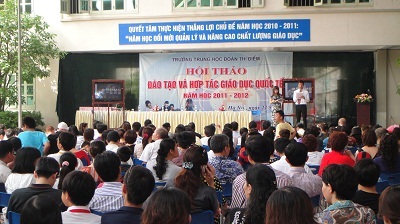 QUYẾT TÂM THỰC HIỆN THẮNG LỢI CHỦ ĐỀ NĂM HỌC 2010 - 2011:
"NĂM HỌC ĐỔI MỚI QUẢN LÝ VÀ NÂNG CAO CHẤT LƯỢNG GIÁO DỤC"
TRƯỜNG TRUNG HỌC ĐOÀN THỊ ĐIỂM
HỘI THẢO
ĐÀO TẠO VÀ HỢP TÁC GIÁO DỤC QUỐC TẾ
NĂM HỌC 2011 - 2012
Hà Nội